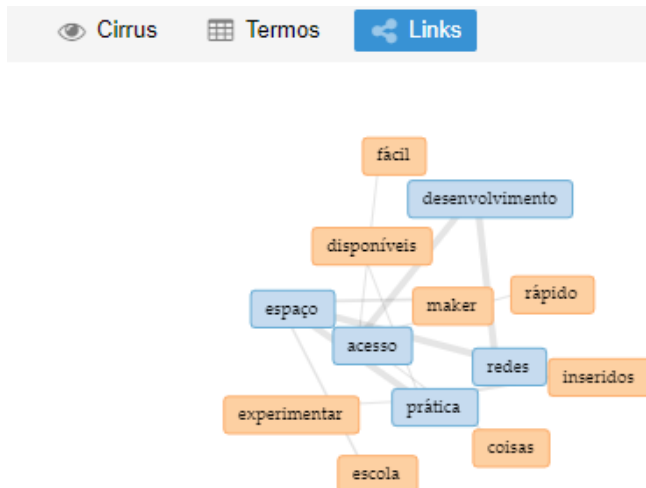 Cirrus Termos Links
fácil
desenvolvimento
disponíveis
rápido
espaço
maker
acesso
redes
inseridos
experimentar
prática
coisas
escola